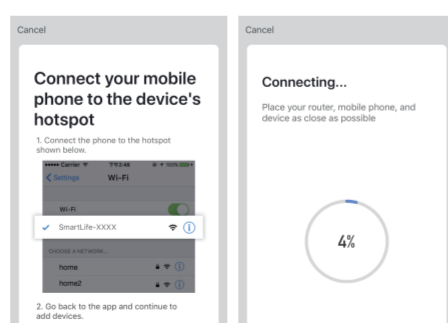 Cancel
Connect your mobile
phone to the device's
hotspot
1. Connect the phone to the hotspot
shown below.
Carrier
Settings
Wi-Fi
Wi-Fi
SmartLife-XXXX
CHOOSE A NETWORK...
home
home2
2. Go back to the app and continue to
add devices.
Cancel
Connecting...
Place your router, mobile phone, and
device as close as possible
4%